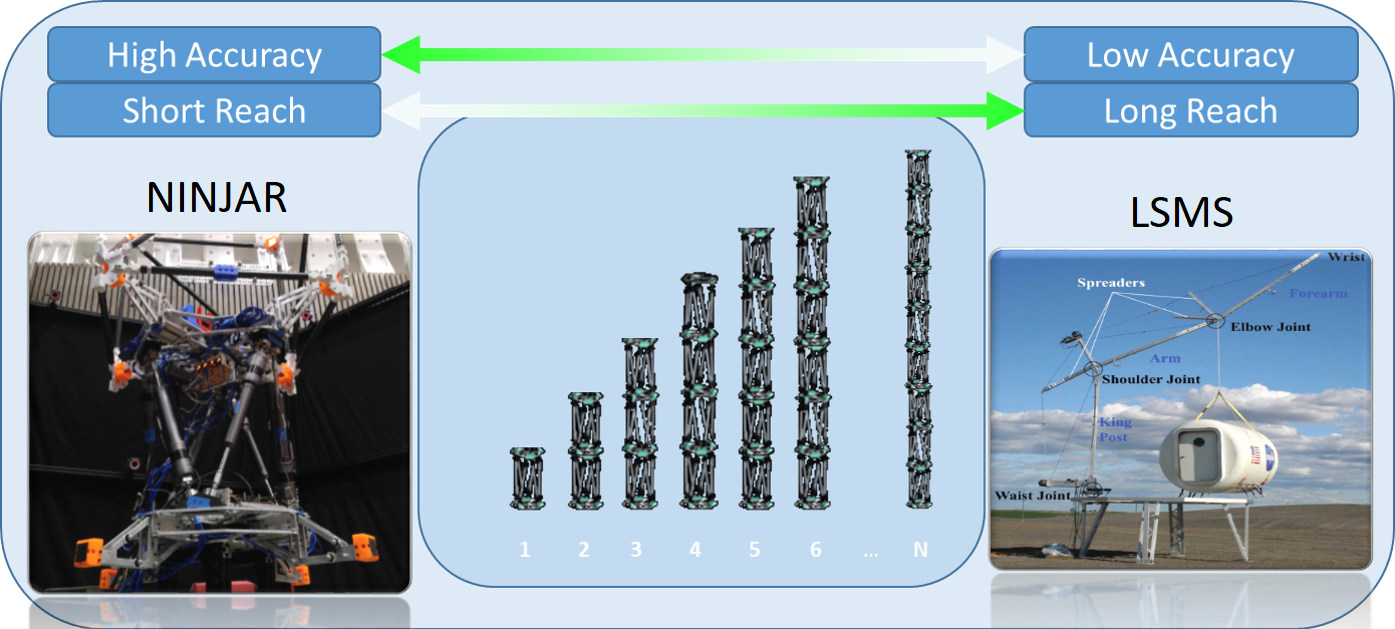 High Accuracy
Low Accuracy
Short Reach
Long Reach
NINJAR
LSMS
Wrist
Spreaders
Forearm
Elbow Joint
Arm
Shoulder Joint
King
Post
Waist Joint
1 2 3 4 5 6 ... N